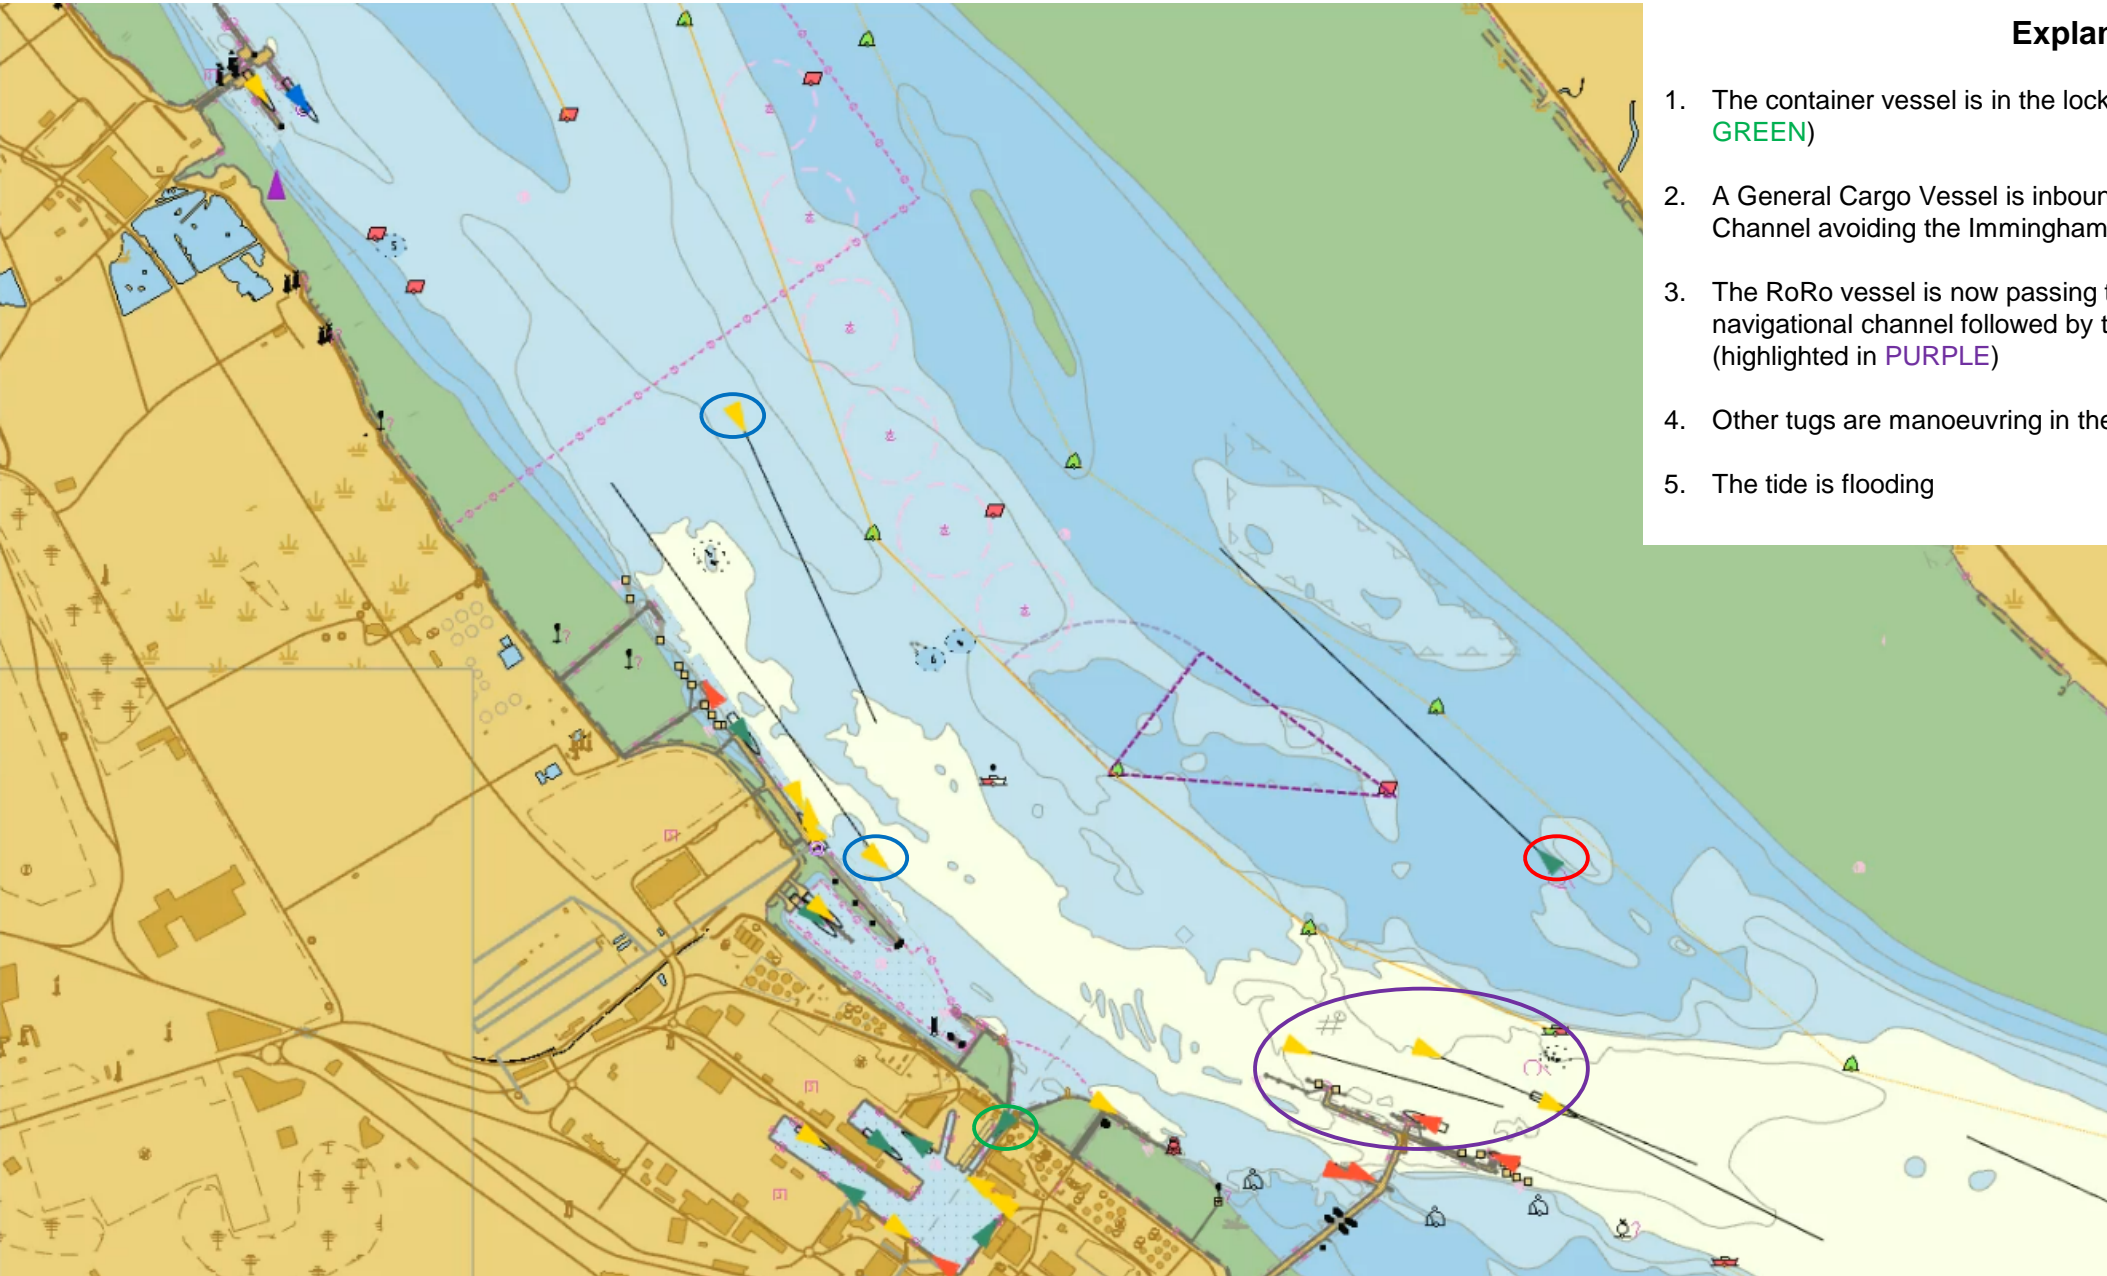 Explan
1. The container vessel is in the lock
GREEN)
2. A General Cargo Vessel is inboun
Channel avoiding the Immingham
3. The RoRo vessel is now passing t
navigational channel followed by t
(highlighted in PURPLE)
4. Other tugs are manoeuvring in the
5. The tide is flooding